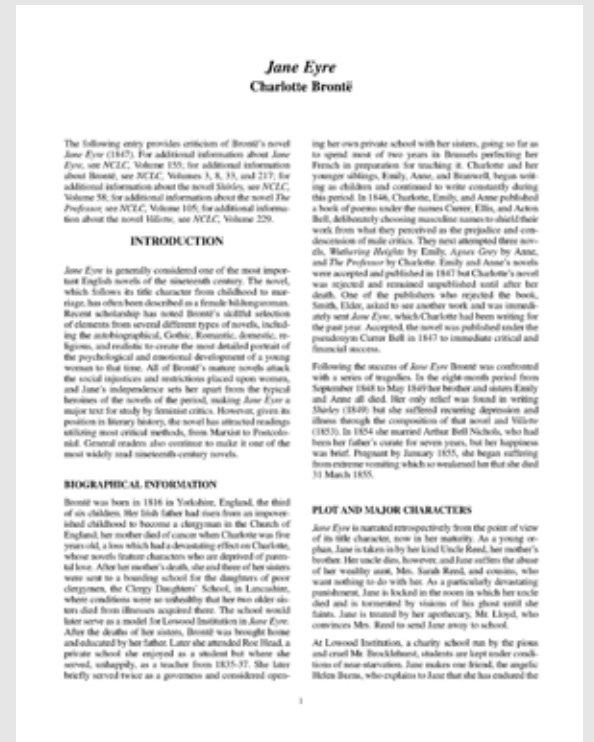 Jane Eyre
Charlotte Brontë
The following entry provides criticism of Brontë's novel
Jane Eyre (1847). For additional information about Jane
Eyre, see NCLC, Volume 155; for additional information
about Brontë, see NCLC, Volumes 3, 8, 33, and 217; for
additional information about the novel Shirley, see NCLC,
Volume 58; for additional information about the novel The
Professor, see NCLC, Volume 105; for additional informa-
tion about the novel Villette, see NCLC, Volume 229.
INTRODUCTION
Jane Eyre is generally considered one of the most impor-
tant English novels of the nineteenth century. The novel,
which follows its title character from childhood to mar-
riage, has often been described as a female bildungsroman.
Recent scholarship has noted Brontë's skillful selection
of elements from several different types of novels, includ-
ing the autobiographical, Gothic, Romantic, domestic, re-
ligious, and realistic to create the most detailed portrait of
the psychological and emotional development of a young
woman to that time. All of Brontë's mature novels attack
the social injustices and restrictions placed upon women,
and Jane's independence sets her apart from the typical
heroines of the novels of the period, making Jane Eyre a
major text for study by feminist critics. However, given its
position in literary history, the novel has attracted readings
utilizing most critical methods, from Marxist to Postcolo-
nial. General readers also continue to make it one of the
most widely read nineteenth-century novels.
BIOGRAPHICAL INFORMATION
Brontë was born in 1816 in Yorkshire, England, the third
of six children. Her Irish father had risen from an impover-
ished childhood to become a clergyman in the Church of
England; her mother died of cancer when Charlotte was five
years old, a loss which had a devastating effect on Charlotte,
whose novels feature characters who are deprived of paren-
tal love. After her mother's death, she and three of her sisters
were sent to a boarding school for the daughters of poor
clergymen, the Clergy Daughters' School, in Lancashire,
where conditions were so unhealthy that her two older sis-
ters died from illnesses acquired there. The school would
later serve as a model for Lowood Institution in Jane Eyre.
After the deaths of her sisters, Brontë was brought home
and educated by her father. Later she attended Roe Head, a
private school she enjoyed as a student but where she
served, unhappily, as a teacher from 1835-37. She later
briefly served twice as a governess and considered open-
ing her own private school with her sisters, going so far as
to spend most of two years in Brussels perfecting her
French in preparation for teaching it. Charlotte and her
younger siblings, Emily, Anne, and Branwell, began writ-
ing as children and continued to write constantly during
this period. In 1846, Charlotte, Emily, and Anne published
a book of poems under the names Currer, Ellis, and Acton
Bell, deliberately choosing masculine names to shield their
work from what they perceived as the prejudice and con-
descension of male critics. They next attempted three nov-
els, Wuthering Heights by Emily, Agnes Grey by Anne,
and The Professor by Charlotte. Emily and Anne's novels
were accepted and published in 1847 but Charlotte's novel
was rejected and remained unpublished until after her
death. One of the publishers who rejected the book,
Smith, Elder, asked to see another work and was immedi-
ately sent Jane Eyre, which Charlotte had been writing for
the past year. Accepted, the novel was published under the
pseudonym Currer Bell in 1847 to immediate critical and
financial success.
Following the success of Jane Eyre Brontë was confronted
with a series of tragedies. In the eight-month period from
September 1848 to May 1849 her brother and sisters Emily
and Anne all died. Her only relief was found in writing
Shirley (1849) but she suffered recurring depression and
illness through the composition of that novel and Villette
(1853). In 1854 she married Arthur Bell Nichols, who had
been her father's curate for seven years, but her happiness
was brief. Pregnant by January 1855, she began suffering
from extreme vomiting which so weakened her that she died
31 March 1855.
PLOT AND MAJOR CHARACTERS
Jane Eyre is narrated retrospectively from the point of view
of its title character, now in her maturity. As a young or-
phan, Jane is taken in by her kind Uncle Reed, her mother's
brother. Her uncle dies, however, and Jane suffers the abuse
of her wealthy aunt, Mrs. Sarah Reed, and cousins, who
want nothing to do with her. As a particularly devastating
punishment, Jane is locked in the room in which her uncle
died and is tormented by visions of his ghost until she
faints. Jane is treated by her apothecary, Mr. Lloyd, who
convinces Mrs. Reed to send Jane away to school.
At Lowood Institution, a charity school run by the pious
and cruel Mr. Brocklehurst, students are kept under condi-
tions of near-starvation. Jane makes one friend, the angelic
Helen Burns, who explains to Jane that she has endured the
1